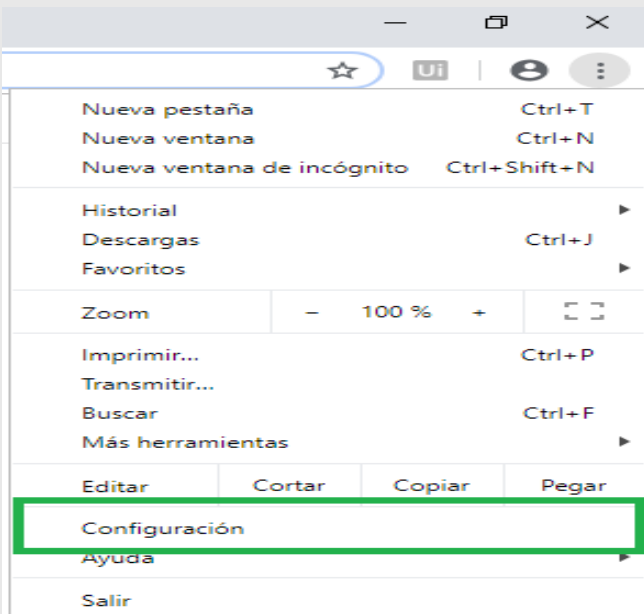 Ui
Nueva pestaña Ctrl+T
Nueva ventana Ctrl+N
Nueva ventana de incógnito Ctrl+Shift+N
Historial
Descargas Ctrl+J
Favoritos
Zoom − 100 % +
Imprimir... Ctrl+P
Transmitir...
Buscar Ctrl+F
Más herramientas
Editar Cortar Copiar Pegar
Configuración
Ayuda
Salir